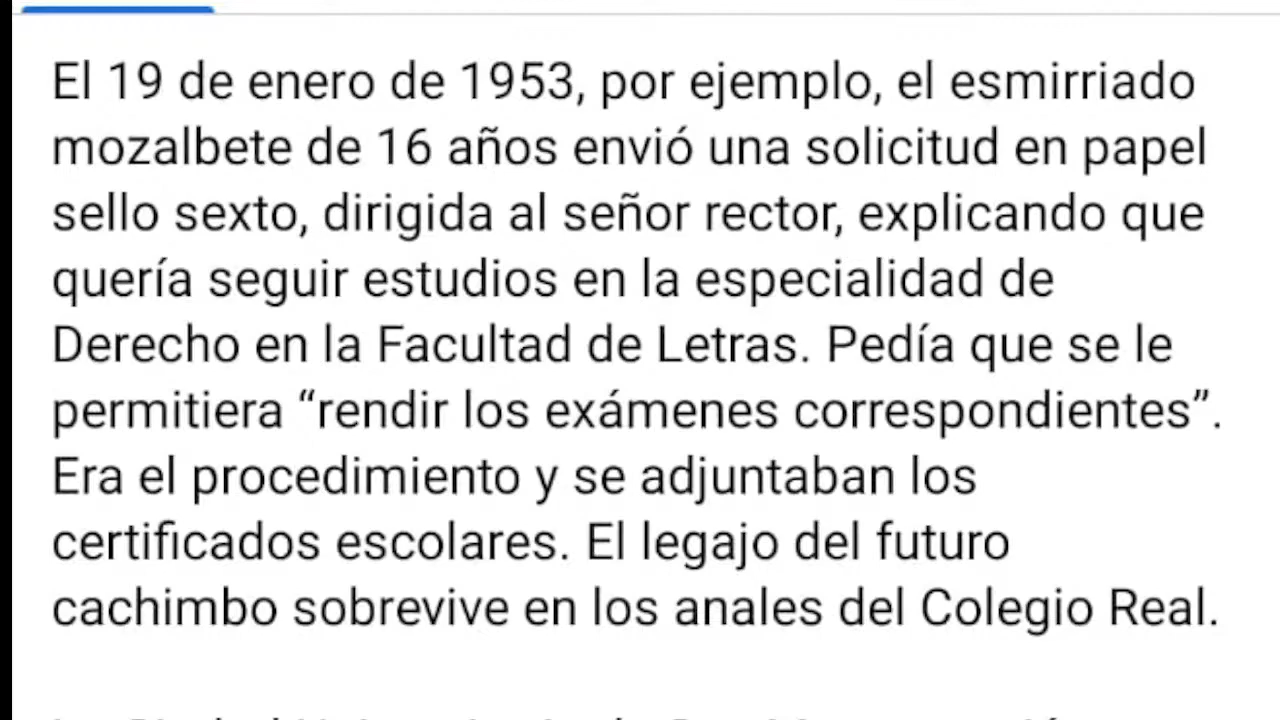 El 19 de enero de 1953, por ejemplo, el esmirriado
mozalbete de 16 años envió una solicitud en papel
sello sexto, dirigida al señor rector, explicando que
quería seguir estudios en la especialidad de
Derecho en la Facultad de Letras. Pedía que se le
permitiera “rendir los exámenes correspondientes”.
Era el procedimiento y se adjuntaban los
certificados escolares. El legajo del futuro
cachimbo sobrevive en los anales del Colegio Real.